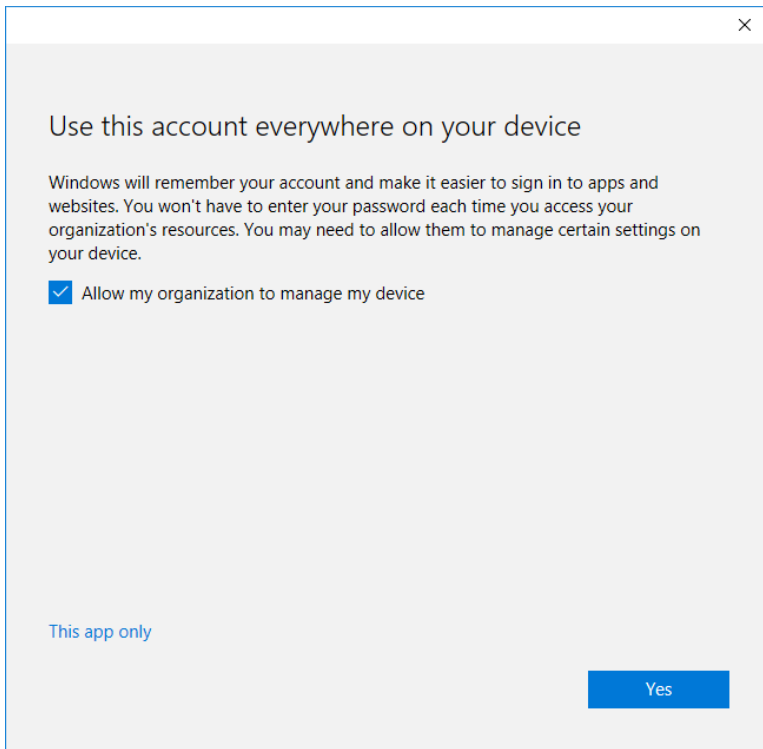 Use this account everywhere on your device
Windows will remember your account and make it easier to sign in to apps and
websites. You won't have to enter your password each time you access your
organization's resources. You may need to allow them to manage certain settings on
your device.
Allow my organization to manage my device
This app only
Yes